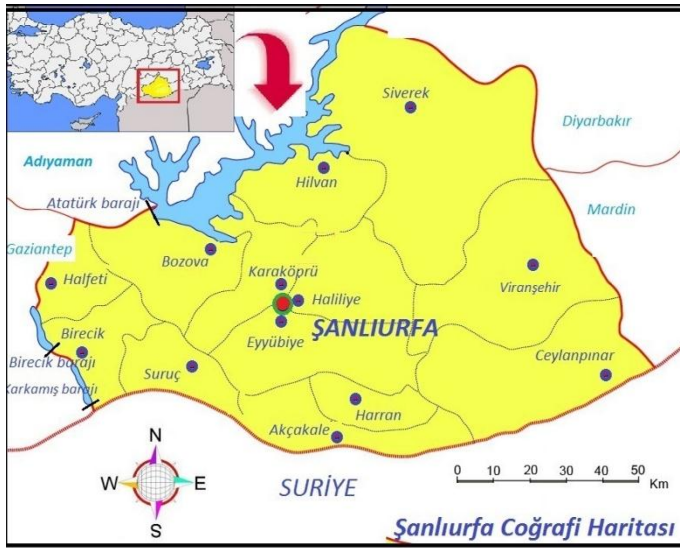 Siverek
Diyarbakır
Adıyaman
Hilvan
Atatürk barajı
Mardin
Gaziantep
Bozova
Karaköprü
Halfeti
Haliliye
Viranşehir
ŞANLIURFA
Birecik
Eyyübiye
Birecik barajı
Suruç
Ceylanpınar
Karkamış barajı
Harran
Akçakale
N
W E
S
SURİYE
0 10 20 30 40 50
Km
Şanlıurfa Coğrafi Haritası